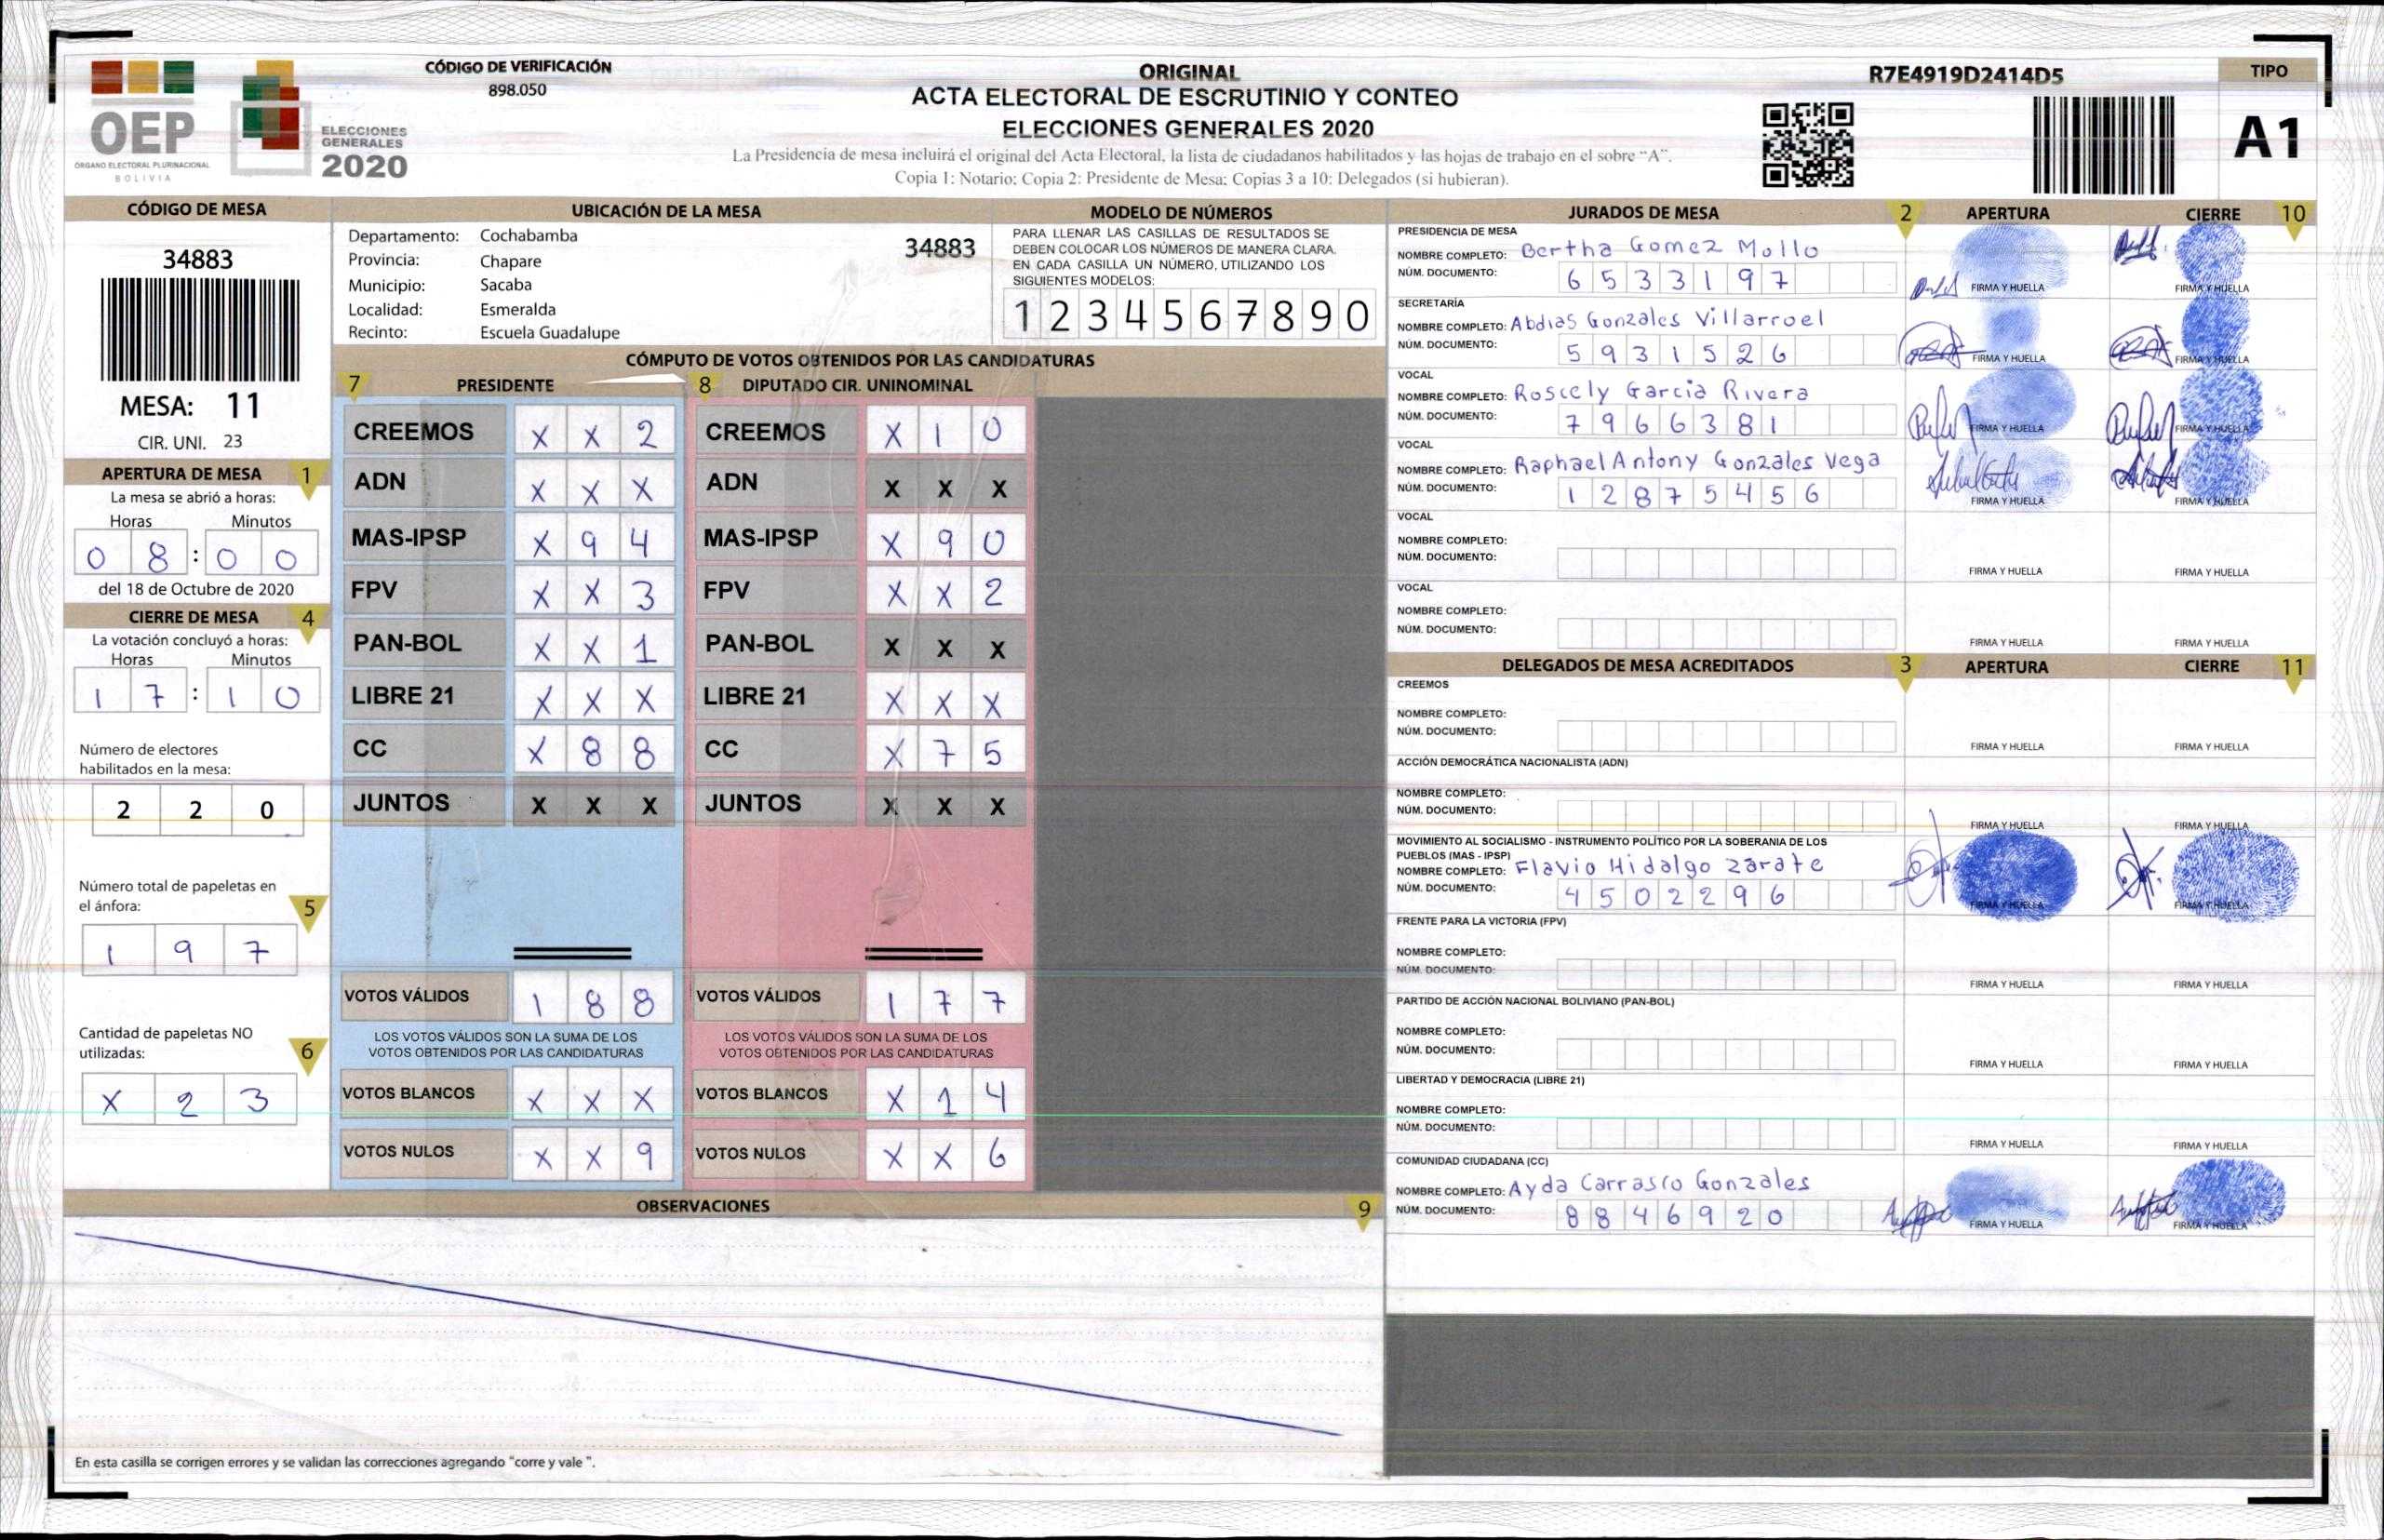 OEP
ÓRGANO ELECTORAL PLURINACIONAL
BOLIVIA
ELECCIONES
GENERALES
2020
CÓDIGO DE VERIFICACIÓN
898.050
ORIGINAL
ACTA ELECTORAL DE ESCRUTINIO Y CONTEO
ELECCIONES GENERALES 2020
La Presidencia de mesa incluirá el original del Acta Electoral, la lista de ciudadanos habilitados y las hojas de trabajo en el sobre “A”.
Copia 1: Notario; Copia 2: Presidente de Mesa; Copias 3 a 10: Delegados (si hubieran).
R7E4919D2414D5
TIPO
A1
CÓDIGO DE MESA
34883
MESA: 11
CIR. UNI. 23
APERTURA DE MESA 1
La mesa se abrió a horas:
Horas Minutos
0 8 : 0 0
del 18 de Octubre de 2020
CIERRE DE MESA 4
La votación concluyó a horas:
Horas Minutos
1 7 : 1 0
Número de electores
habilitados en la mesa:
2 2 0
Número total de papeletas en
el ánfora: 5
1 9 7
Cantidad de papeletas NO
utilizadas: 6
X 2 3
UBICACIÓN DE LA MESA
Departamento: Cochabamba 34883
Provincia: Chapare
Municipio: Sacaba
Localidad: Esmeralda
Recinto: Escuela Guadalupe
MODELO DE NÚMEROS
PARA LLENAR LAS CASILLAS DE RESULTADOS SE
DEBEN COLOCAR LOS NÚMEROS DE MANERA CLARA.
EN CADA CASILLA UN NÚMERO, UTILIZANDO LOS
SIGUIENTES MODELOS:
1 2 3 4 5 6 7 8 9 0
CÓMPUTO DE VOTOS OBTENIDOS POR LAS CANDIDATURAS
7 PRESIDENTE 8 DIPUTADO CIR. UNINOMINAL
CREEMOS X X 2 CREEMOS X 1 0
ADN X X X ADN X X X
MAS-IPSP X 9 4 MAS-IPSP X 9 0
FPV X X 3 FPV X X 2
PAN-BOL X X 1 PAN-BOL X X X
LIBRE 21 X X X LIBRE 21 X X X
CC X 8 8 CC X 7 5
JUNTOS X X X JUNTOS X X X
VOTOS VÁLIDOS 1 8 8 VOTOS VÁLIDOS 1 7 7
LOS VOTOS VÁLIDOS SON LA SUMA DE LOS LOS VOTOS VÁLIDOS SON LA SUMA DE LOS
VOTOS OBTENIDOS POR LAS CANDIDATURAS VOTOS OBTENIDOS POR LAS CANDIDATURAS
VOTOS BLANCOS X X X VOTOS BLANCOS X 1 4
VOTOS NULOS X X 9 VOTOS NULOS X X 6
OBSERVACIONES 9
En esta casilla se corrigen errores y se validan las correcciones agregando "corre y vale ".
JURADOS DE MESA 2 APERTURA CIERRE 10
PRESIDENCIA DE MESA
NOMBRE COMPLETO: Bertha Gomez Mollo
NÚM. DOCUMENTO: 6 5 3 3 1 9 7
FIRMA Y HUELLA FIRMA Y HUELLA
SECRETARÍA
NOMBRE COMPLETO: Abdias Gonzales Villarroel
NÚM. DOCUMENTO: 5 9 3 1 5 2 6
FIRMA Y HUELLA FIRMA Y HUELLA
VOCAL
NOMBRE COMPLETO: Roscely Garcia Rivera
NÚM. DOCUMENTO: 7 9 6 6 3 8 1
FIRMA Y HUELLA FIRMA Y HUELLA
VOCAL
NOMBRE COMPLETO: Raphael Antony Gonzales Vega
NÚM. DOCUMENTO: 1 2 8 7 5 4 5 6
FIRMA Y HUELLA FIRMA Y HUELLA
VOCAL
NOMBRE COMPLETO:
NÚM. DOCUMENTO:
FIRMA Y HUELLA FIRMA Y HUELLA
VOCAL
NOMBRE COMPLETO:
NÚM. DOCUMENTO:
FIRMA Y HUELLA FIRMA Y HUELLA
DELEGADOS DE MESA ACREDITADOS 3 APERTURA CIERRE 11
CREEMOS
NOMBRE COMPLETO:
NÚM. DOCUMENTO:
FIRMA Y HUELLA FIRMA Y HUELLA
ACCIÓN DEMOCRÁTICA NACIONALISTA (ADN)
NOMBRE COMPLETO:
NÚM. DOCUMENTO:
FIRMA Y HUELLA FIRMA Y HUELLA
MOVIMIENTO AL SOCIALISMO - INSTRUMENTO POLÍTICO POR LA SOBERANIA DE LOS
PUEBLOS (MAS - IPSP)
NOMBRE COMPLETO: Flavio Hidalgo Zarate
NÚM. DOCUMENTO: 4 5 0 2 2 9 6
FIRMA Y HUELLA FIRMA Y HUELLA
FRENTE PARA LA VICTORIA (FPV)
NOMBRE COMPLETO:
NÚM. DOCUMENTO:
FIRMA Y HUELLA FIRMA Y HUELLA
PARTIDO DE ACCIÓN NACIONAL BOLIVIANO (PAN-BOL)
NOMBRE COMPLETO:
NÚM. DOCUMENTO:
FIRMA Y HUELLA FIRMA Y HUELLA
LIBERTAD Y DEMOCRACIA (LIBRE 21)
NOMBRE COMPLETO:
NÚM. DOCUMENTO:
FIRMA Y HUELLA FIRMA Y HUELLA
COMUNIDAD CIUDADANA (CC)
NOMBRE COMPLETO: Ayda Carrasco Gonzales
NÚM. DOCUMENTO: 8 8 4 6 9 2 0
FIRMA Y HUELLA FIRMA Y HUELLA